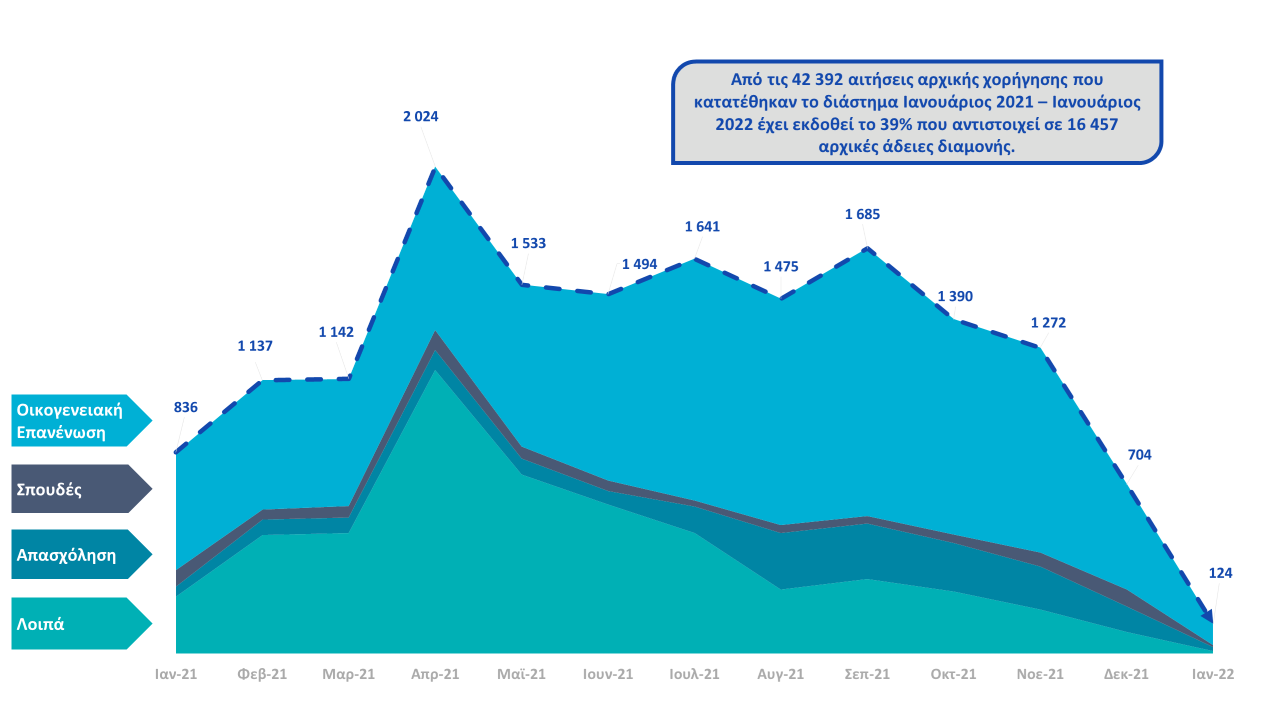 Από τις 42 392 αιτήσεις αρχικής χορήγησης που
κατατέθηκαν το διάστημα Ιανουάριος 2021 – Ιανουάριος
2022 έχει εκδοθεί το 39% που αντιστοιχεί σε 16 457
αρχικές άδειες διαμονής.
2 024
1 685
1 641
1 533
1 494
1 475
1 390
1 272
1 142
1 137
836
704
124
Οικογενειακή
Επανένωση
Σπουδές
Απασχόληση
Λοιπά
Ιαν-21 Φεβ-21 Μαρ-21 Απρ-21 Μαϊ-21 Ιουν-21 Ιουλ-21 Αυγ-21 Σεπ-21 Οκτ-21 Νοε-21 Δεκ-21 Ιαν-22